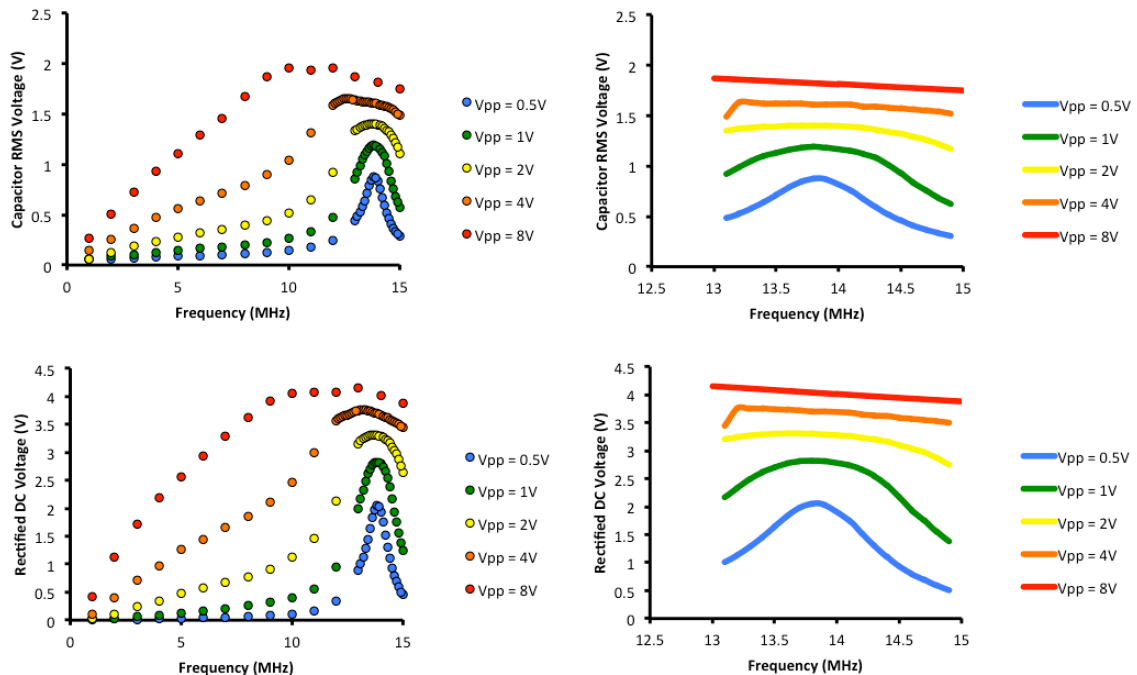 2.5
2
1.5
1
0.5
0
0
5
10
15
Capacitor RMS Voltage (V)
Frequency (MHz)
Vpp = 0.5V
Vpp = 1V
Vpp = 2V
Vpp = 4V
Vpp = 8V
2.5
2
1.5
1
0.5
0
12.5
13
13.5
14
14.5
15
Capacitor RMS Voltage (V)
Frequency (MHz)
Vpp = 0.5V
Vpp = 1V
Vpp = 2V
Vpp = 4V
Vpp = 8V
4.5
4
3.5
3
2.5
2
1.5
1
0.5
0
0
5
10
15
Rectified DC Voltage (V)
Frequency (MHz)
Vpp = 0.5V
Vpp = 1V
Vpp = 2V
Vpp = 4V
Vpp = 8V
4.5
4
3.5
3
2.5
2
1.5
1
0.5
0
12.5
13
13.5
14
14.5
15
Rectified DC Voltage (V)
Frequency (MHz)
Vpp = 0.5V
Vpp = 1V
Vpp = 2V
Vpp = 4V
Vpp = 8V